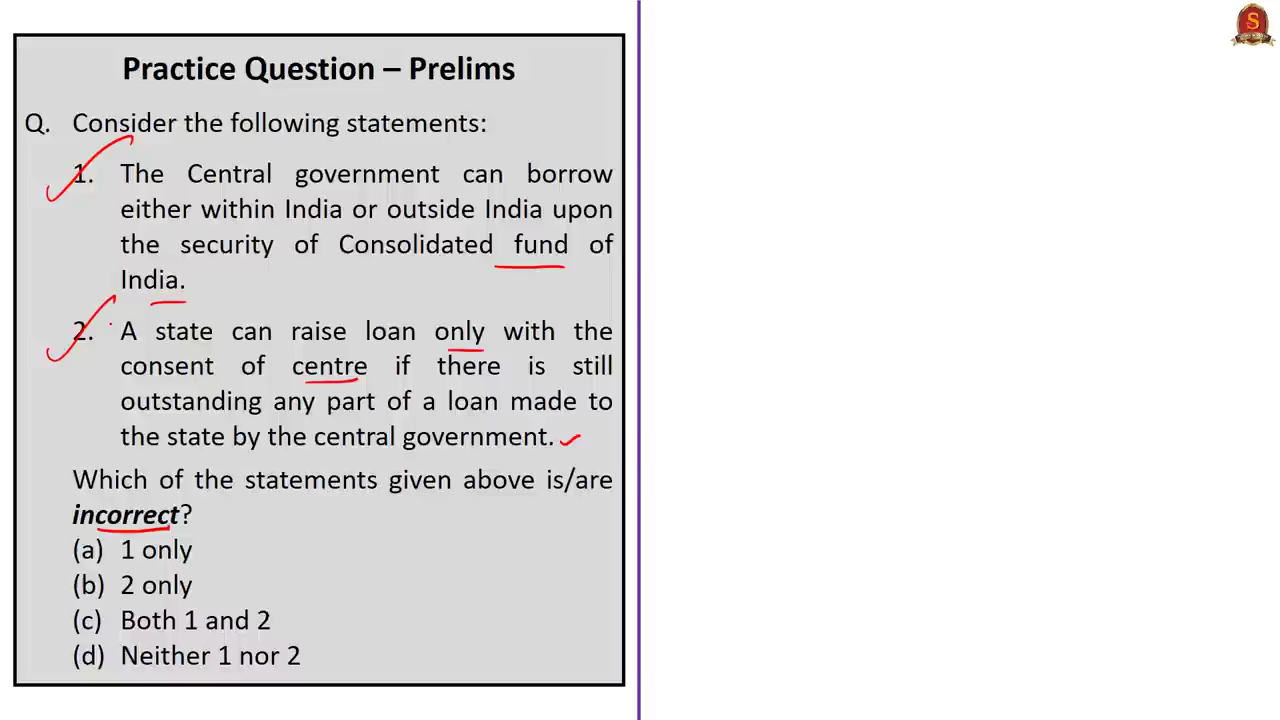 S
Practice Question – Prelims
Q. Consider the following statements:
1. The Central government can borrow
either within India or outside India upon
the security of Consolidated fund of
India.
2. A state can raise loan only with the
consent of centre if there is still
outstanding any part of a loan made to
the state by the central government.
Which of the statements given above is/are
incorrect?
(a) 1 only
(b) 2 only
(c) Both 1 and 2
(d) Neither 1 nor 2